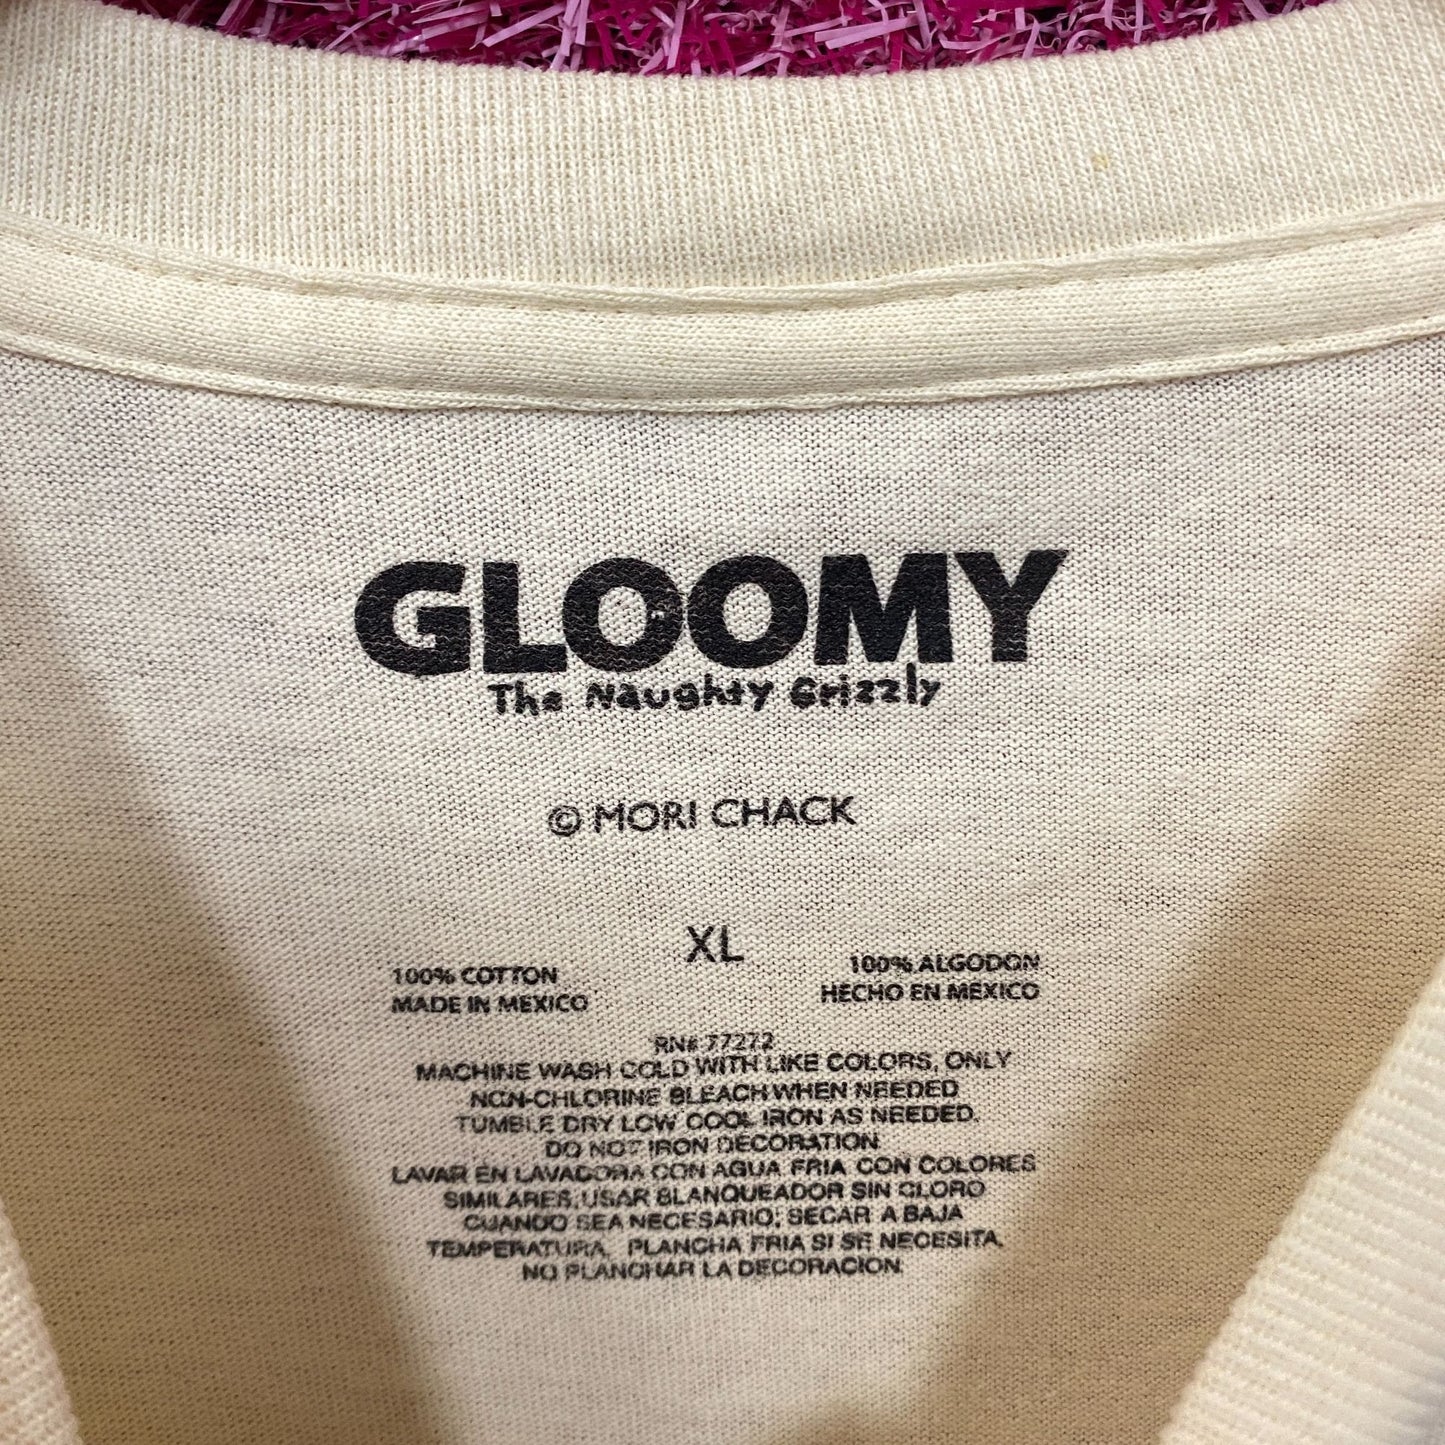 GLOOMY
The Naughty Grizzly
© MORI CHACK
XL
100% COTTON
MADE IN MEXICO
100% ALGODON
HECHO EN MEXICO
RN# 77272
MACHINE WASH COLD WITH LIKE COLORS, ONLY
NON-CHLORINE BLEACH WHEN NEEDED
TUMBLE DRY LOW COOL IRON AS NEEDED.
DO NOT IRON DECORATION
LAVAR EN LAVADORA CON AGUA FRIA CON COLORES
SIMILARES; USAR BLANQUEADOR SIN CLORO
CUANDO SEA NECESARIO; SECAR A BAJA
TEMPERATURA. PLANCHA FRIA SI SE NECESITA.
NO PLANCHAR LA DECORACION.